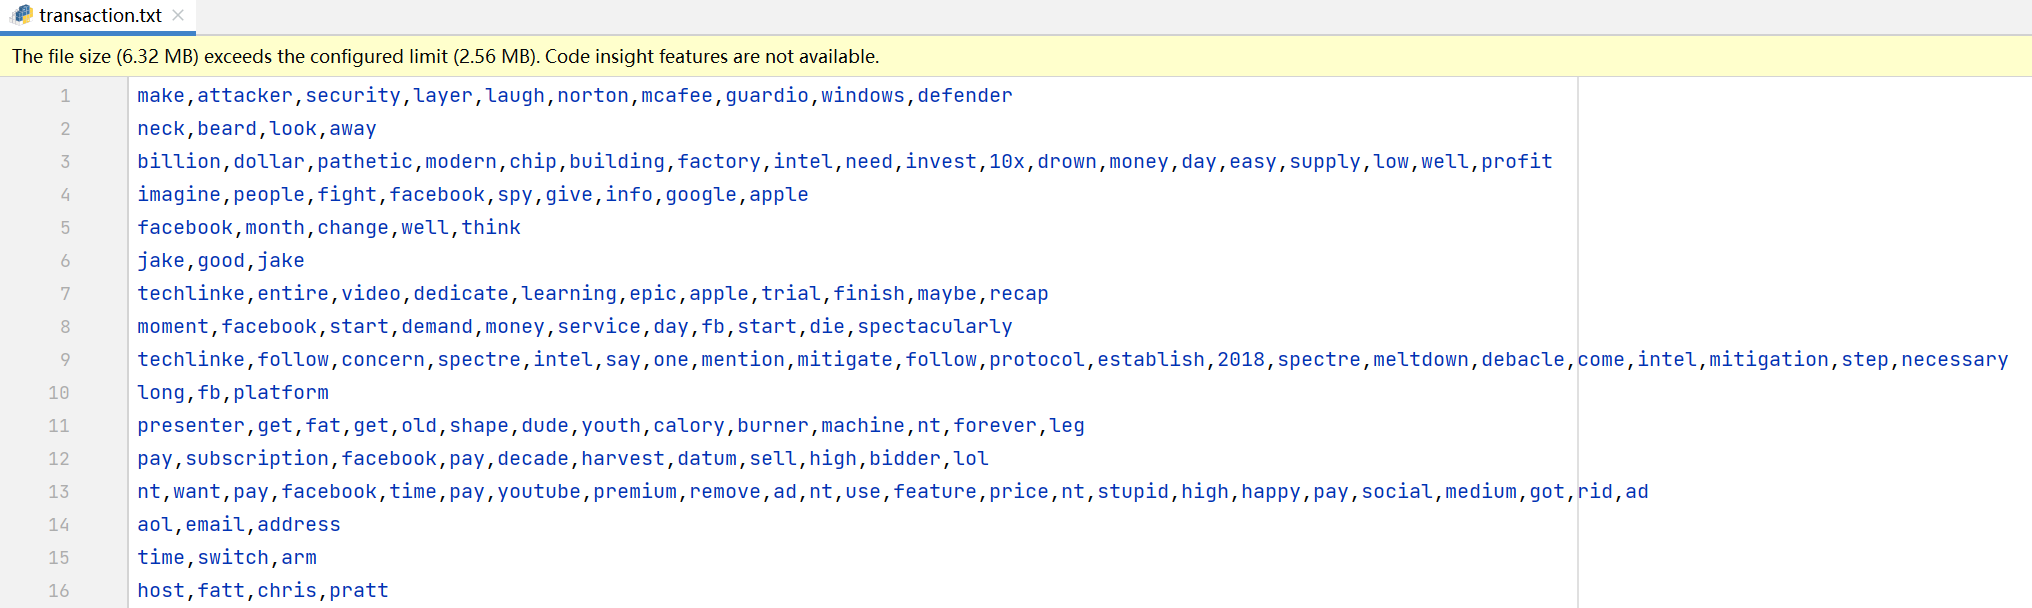 transaction.txt
The file size (6.32 MB) exceeds the configured limit (2.56 MB). Code insight features are not available.
1 make,attacker,security,layer,laugh,norton,mcafee,guardio,windows,defender
2 neck,beard,look,away
3 billion,dollar,pathetic,modern,chip,building,factory,intel,need,invest,10x,drown,money,day,easy,supply,low,well,profit
4 imagine,people,fight,facebook,spy,give,info,google,apple
5 facebook,month,change,well,think
6 jake,good,jake
7 techlinke,entire,video,dedicate,learning,epic,apple,trial,finish,maybe,recap
8 moment,facebook,start,demand,money,service,day,fb,start,die,spectacularly
9 techlinke,follow,concern,spectre,intel,say,one,mention,mitigate,follow,protocol,establish,2018,spectre,meltdown,debacle,come,intel,mitigation,step,necessary
10 long,fb,platform
11 presenter,get,fat,get,old,shape,dude,youth,calory,burner,machine,nt,forever,leg
12 pay,subscription,facebook,pay,decade,harvest,datum,sell,high,bidder,lol
13 nt,want,pay,facebook,time,pay,youtube,premium,remove,ad,nt,use,feature,price,nt,stupid,high,happy,pay,social,medium,got,rid,ad
14 aol,email,address
15 time,switch,arm
16 host,fatt,chris,pratt